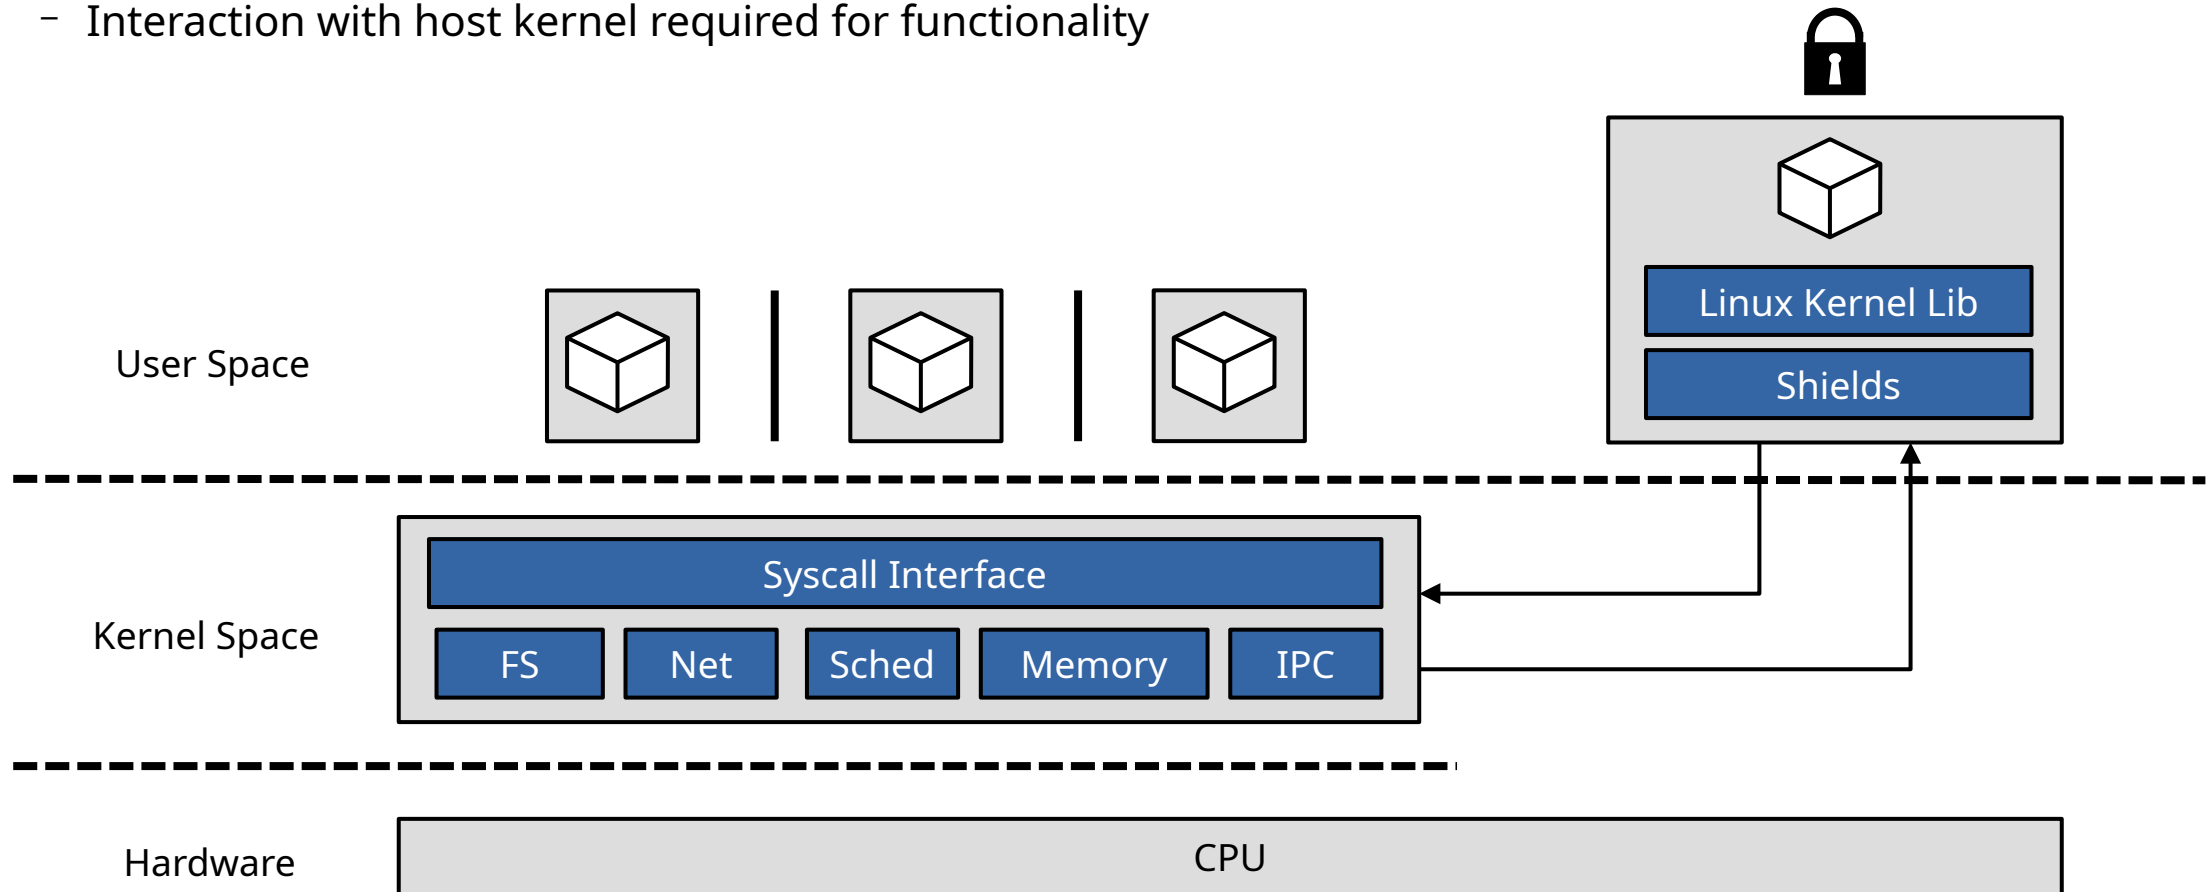 – Interaction with host kernel required for functionality
Linux Kernel Lib
Shields
User Space
Syscall Interface
Kernel Space
FS Net Sched Memory IPC
Hardware
CPU